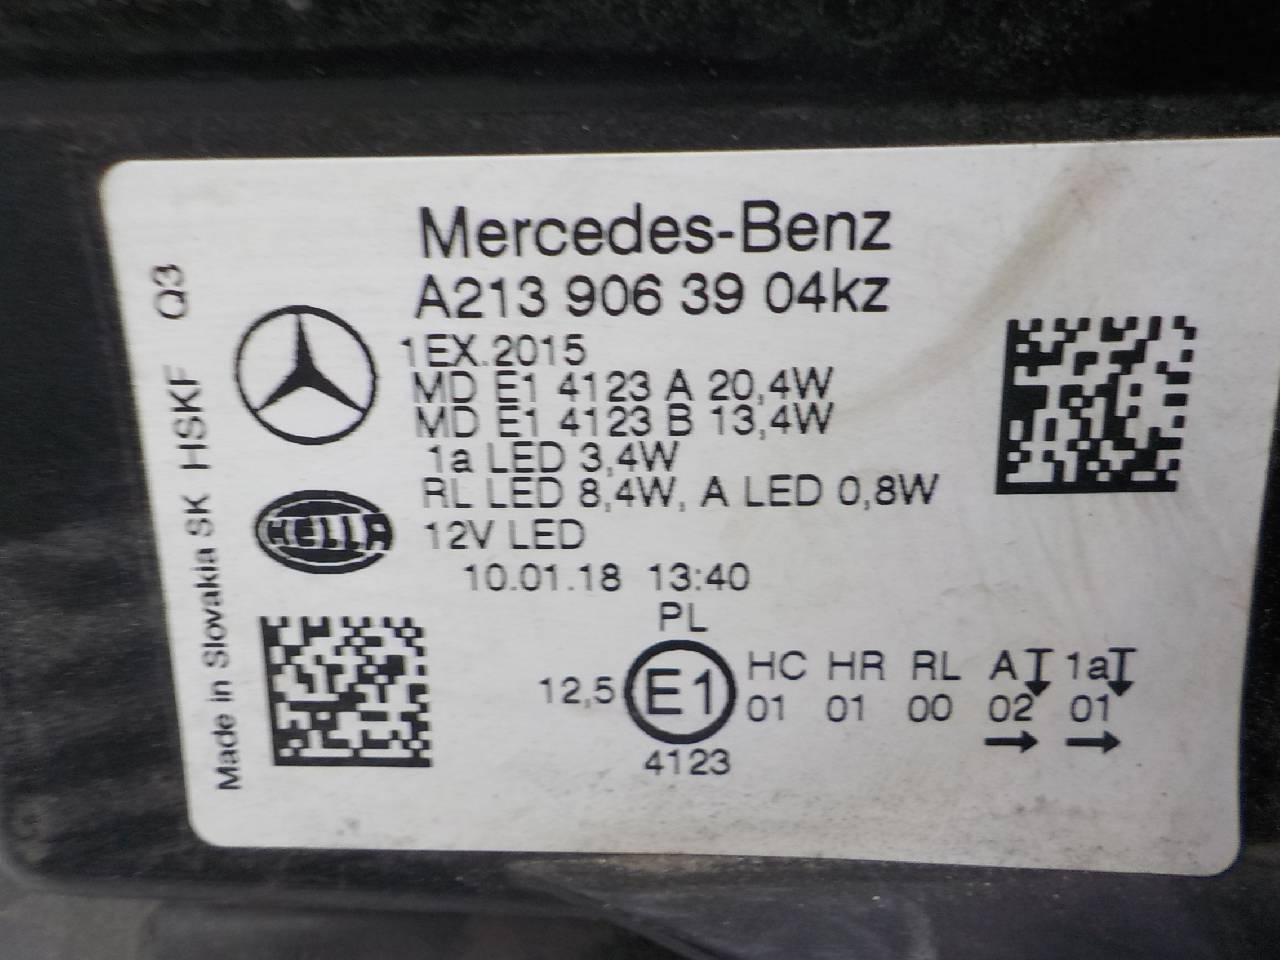 Mercedes-Benz
A213 906 39 04kz
1EX.2015
MD E1 4123 A 20,4W
MD E1 4123 B 13,4W
1a LED 3,4W
RL LED 8,4W, A LED 0,8W
12V LED
10.01.18 13:40
PL
12,5 E1 HC HR RL A 1a
01 01 00 02 01
4123
HELLA
Made in Slovakia SK HSKF Q3